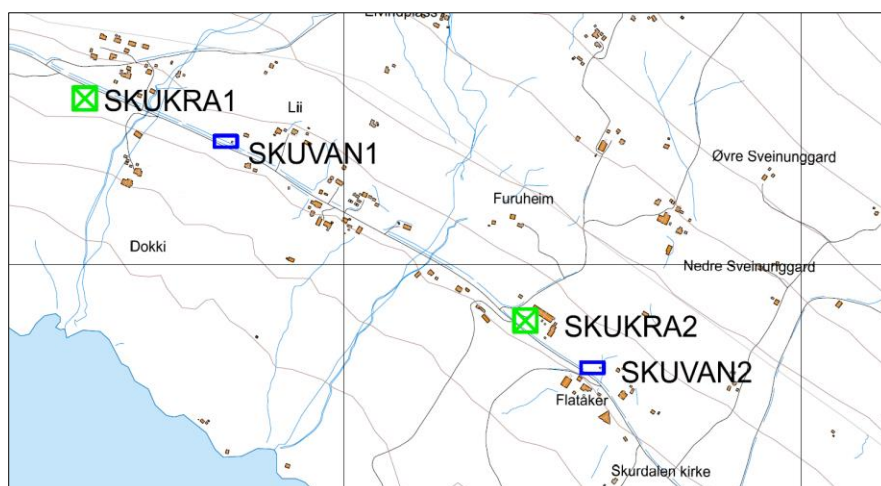 SKUKRA1
Lii
SKUVAN1
Øvre Sveinunggard
Furuheim
Dokki
Nedre Sveinunggard
SKUKRA2
SKUVAN2
Flatåker
Skurdalen kirke